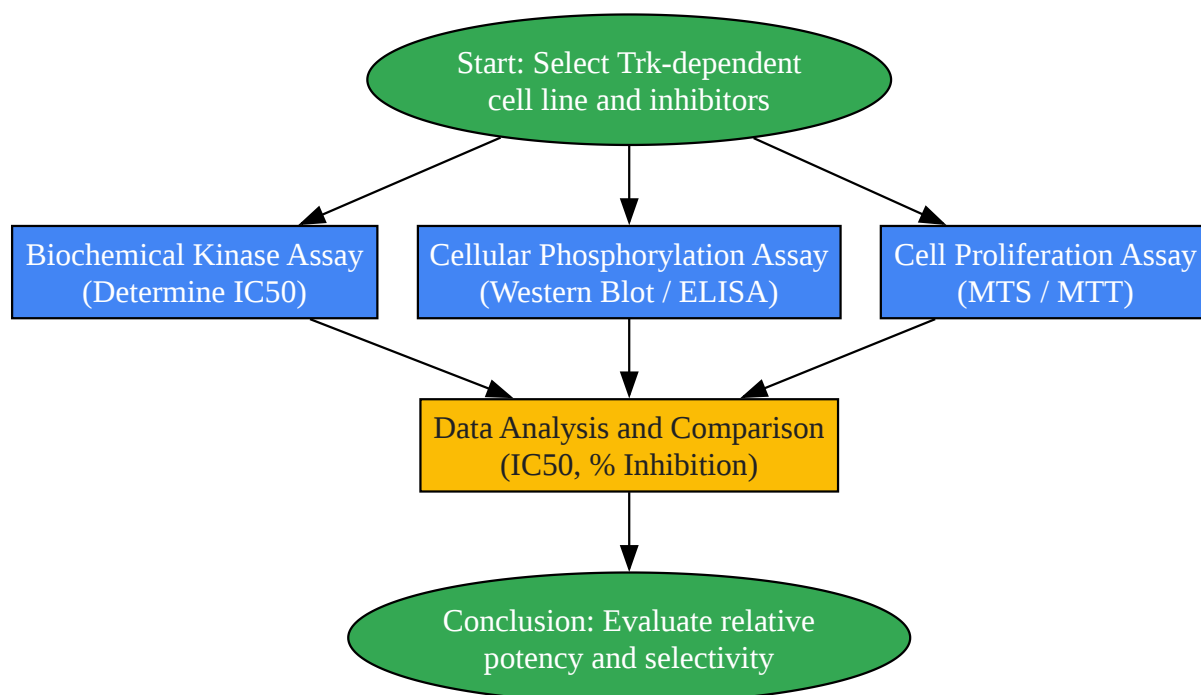 Start: Select Trk-dependent
cell line and inhibitors
Biochemical Kinase Assay
(Determine IC50)
Cellular Phosphorylation Assay
(Western Blot / ELISA)
Cell Proliferation Assay
(MTS / MTT)
Data Analysis and Comparison
(IC50, % Inhibition)
Conclusion: Evaluate relative
potency and selectivity